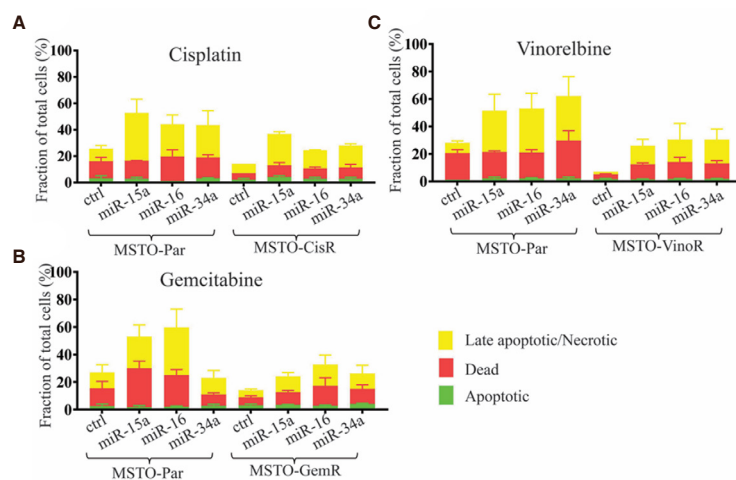 A
Cisplatin
Fraction of total cells (%)
100
80
60
40
20
0
ctrl
miR-15a
miR-16
miR-34a
ctrl
miR-15a
miR-16
miR-34a
MSTO-Par
MSTO-CisR
C
Vinorelbine
Fraction of total cells (%)
100
80
60
40
20
0
ctrl
miR-15a
miR-16
miR-34a
ctrl
miR-15a
miR-16
miR-34a
MSTO-Par
MSTO-VinoR
B
Gemcitabine
Fraction of total cells (%)
100
80
60
40
20
0
ctrl
miR-15a
miR-16
miR-34a
ctrl
miR-15a
miR-16
miR-34a
MSTO-Par
MSTO-GemR
Late apoptotic/Necrotic
Dead
Apoptotic